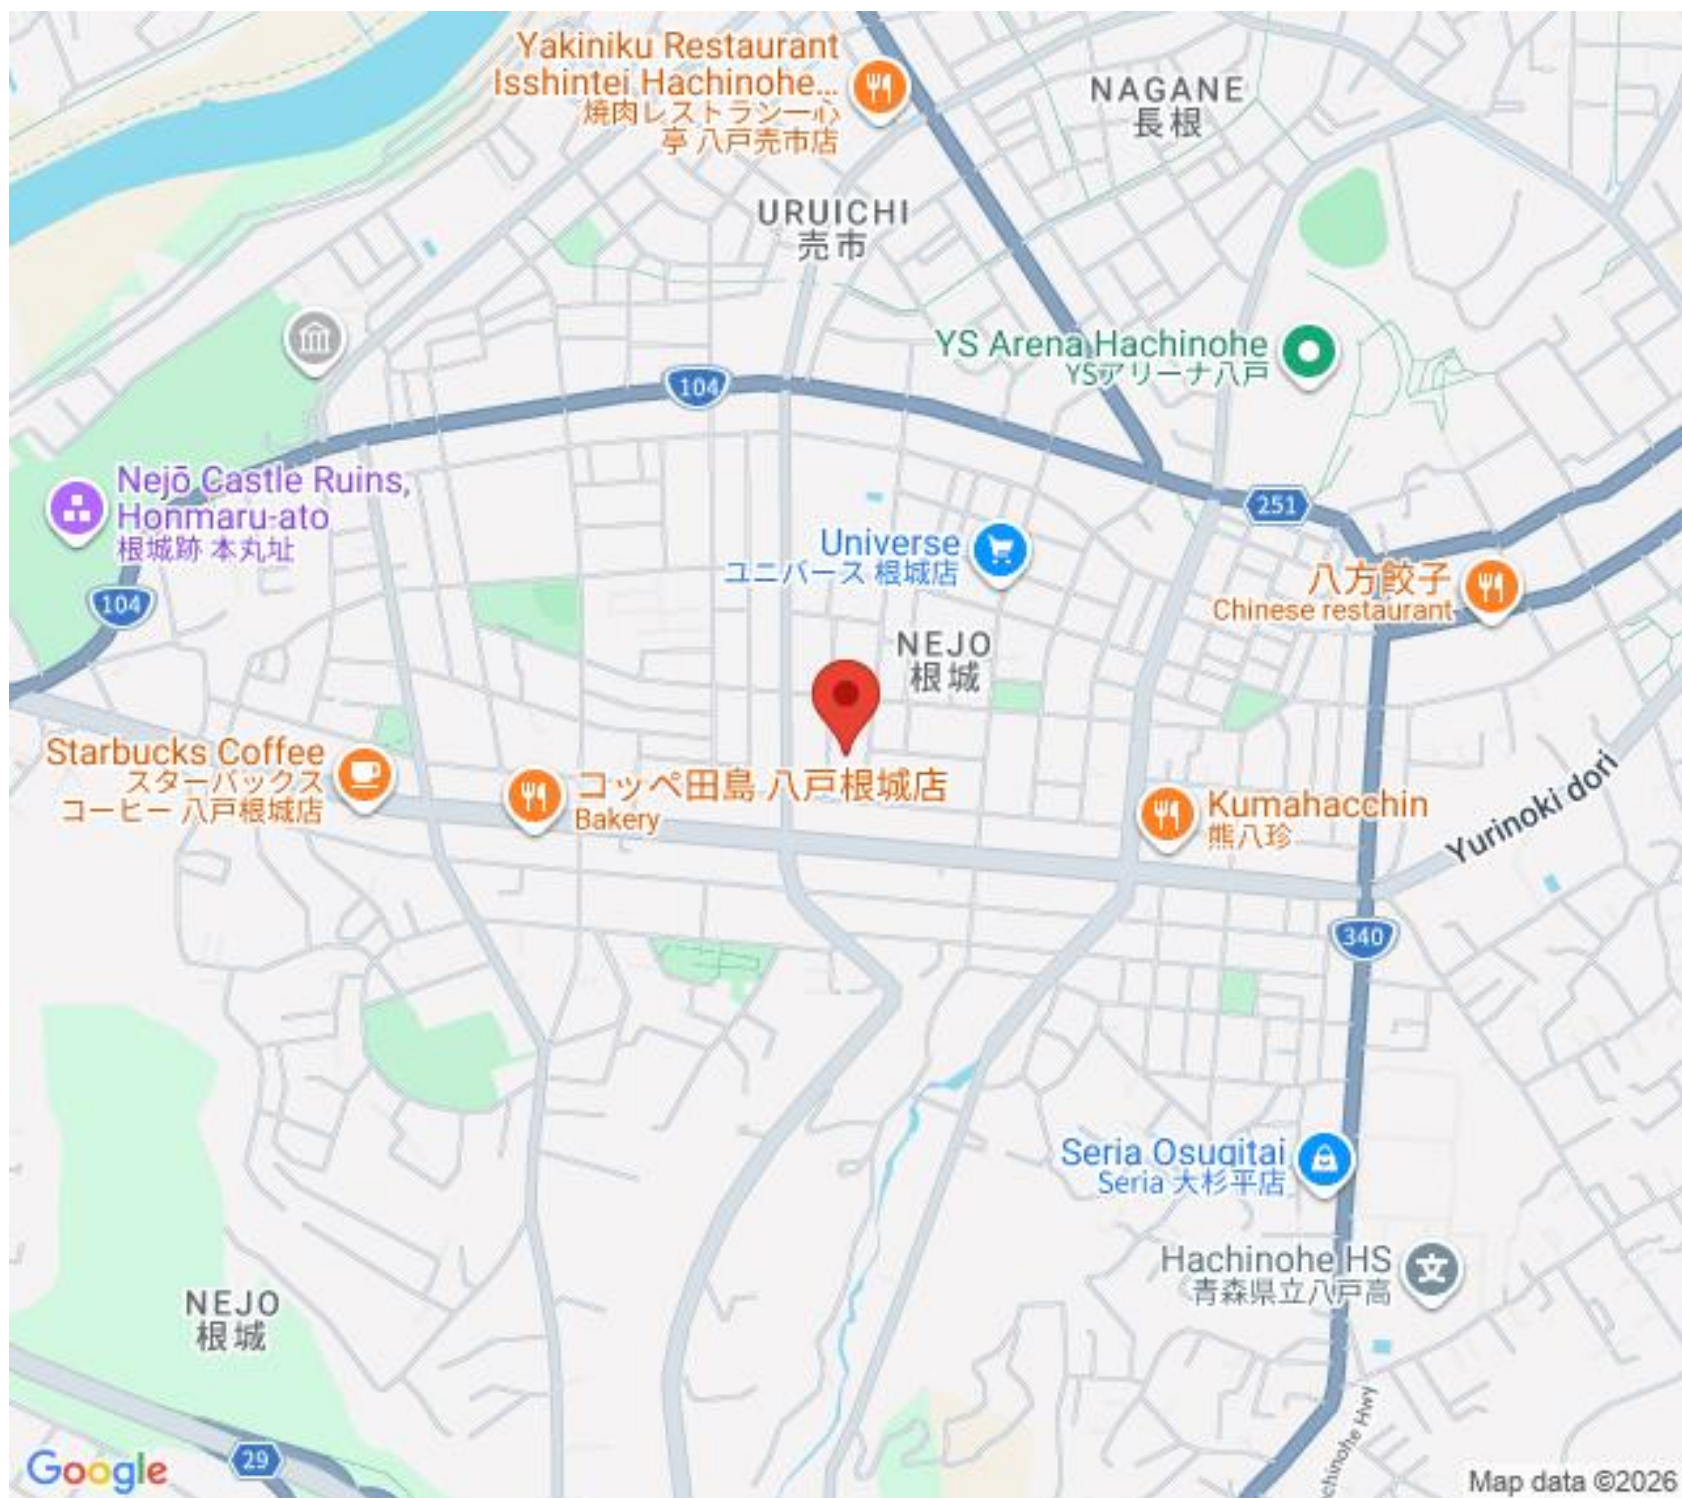 Yakiniku Restaurant
Isshintei Hachinohe...
焼肉レストラン一心
亭 八戸売市店
NAGANE
長根
URUICHI
売市
YS Arena Hachinohe
YSアリーナ八戸
104
Nejō Castle Ruins,
Honmaru-ato
根城跡 本丸址
251
Universe
ユニバース 根城店
八方餃子
Chinese restaurant
104
NEJO
根城
Starbucks Coffee
スターバックス
コーヒー 八戸根城店
コッペ田島 八戸根城店
Bakery
Kumahacchin
熊八珍
Yurinoki dori
340
Seria Osugitai
Seria 大杉平店
Hachinohe HS
青森県立八戸高
文
NEJO
根城
29
chinohe Hwy
Google
Map data ©2026